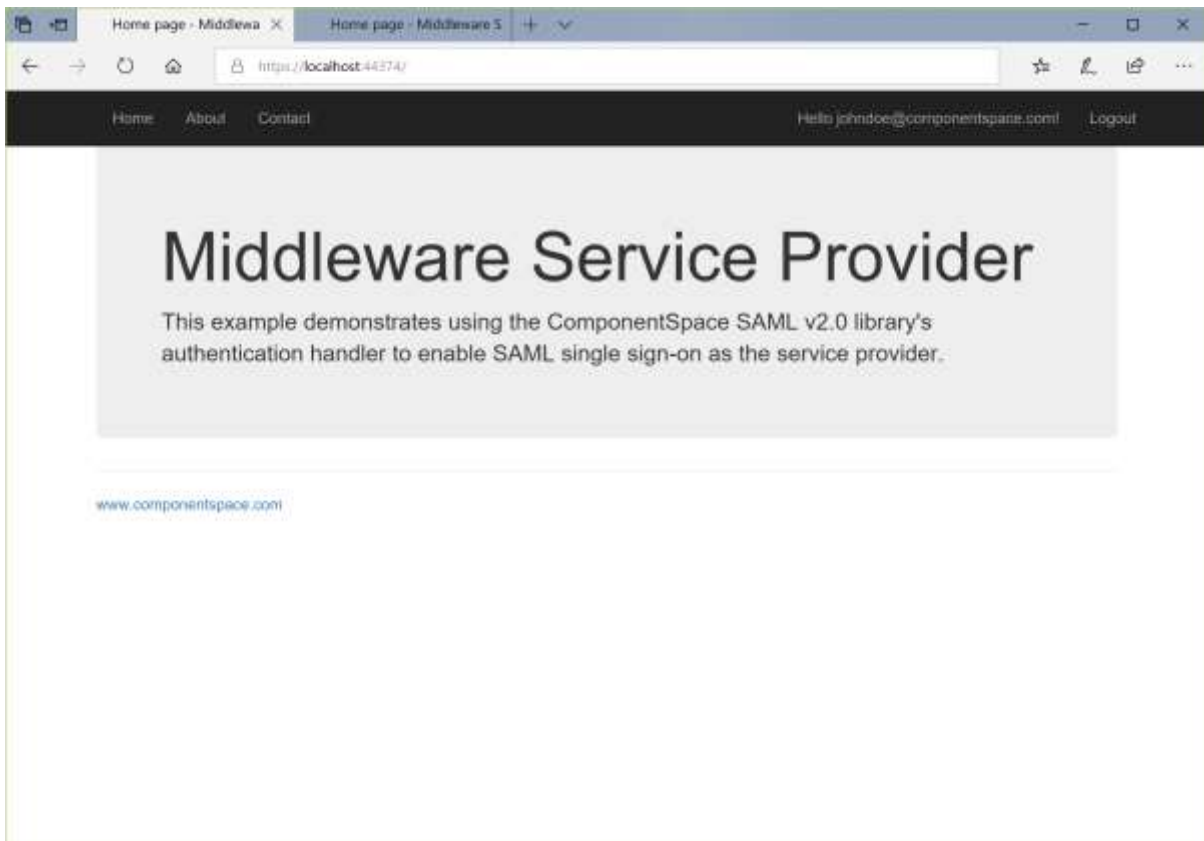 Home page - Middlewa
Home page - Middleware S
https://localhost:44374/
Home About Contact Hello johndoe@componentspace.com! Logout
Middleware Service Provider
This example demonstrates using the ComponentSpace SAML v2.0 library's
authentication handler to enable SAML single sign-on as the service provider.
www.componentspace.com